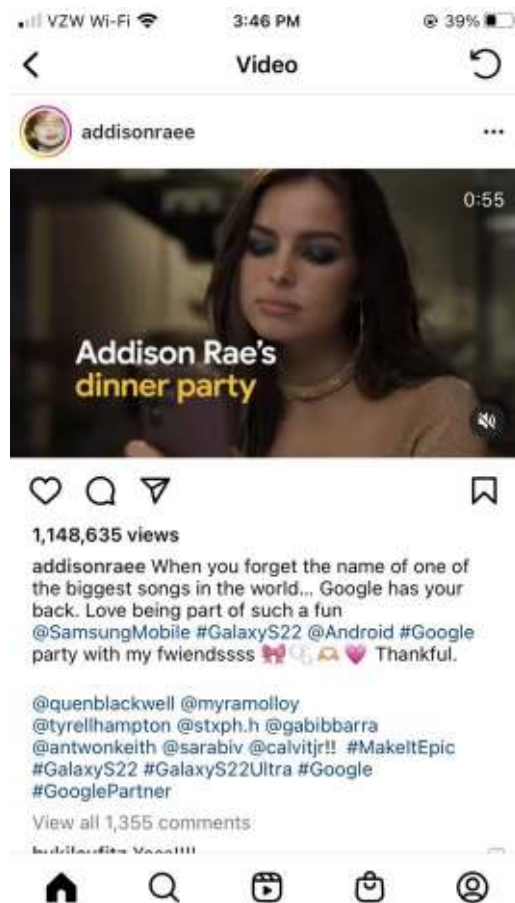 VZW Wi-Fi 3:46 PM 39%
Video
addisonraee
0:55
Addison Rae's
dinner party
1,148,635 views
addisonraee When you forget the name of one of
the biggest songs in the world... Google has your
back. Love being part of such a fun
@SamsungMobile #GalaxyS22 @Android #Google
party with my fwiendssss 🎀🩺🫶💗 Thankful.
@quenblackwell @myramolloy
@tyrellhampton @stxph.h @gabibbarra
@antwonkeith @sarabiv @calvitjr!! #MakeItEpic
#GalaxyS22 #GalaxyS22Ultra #Google
#GooglePartner
View all 1,355 comments